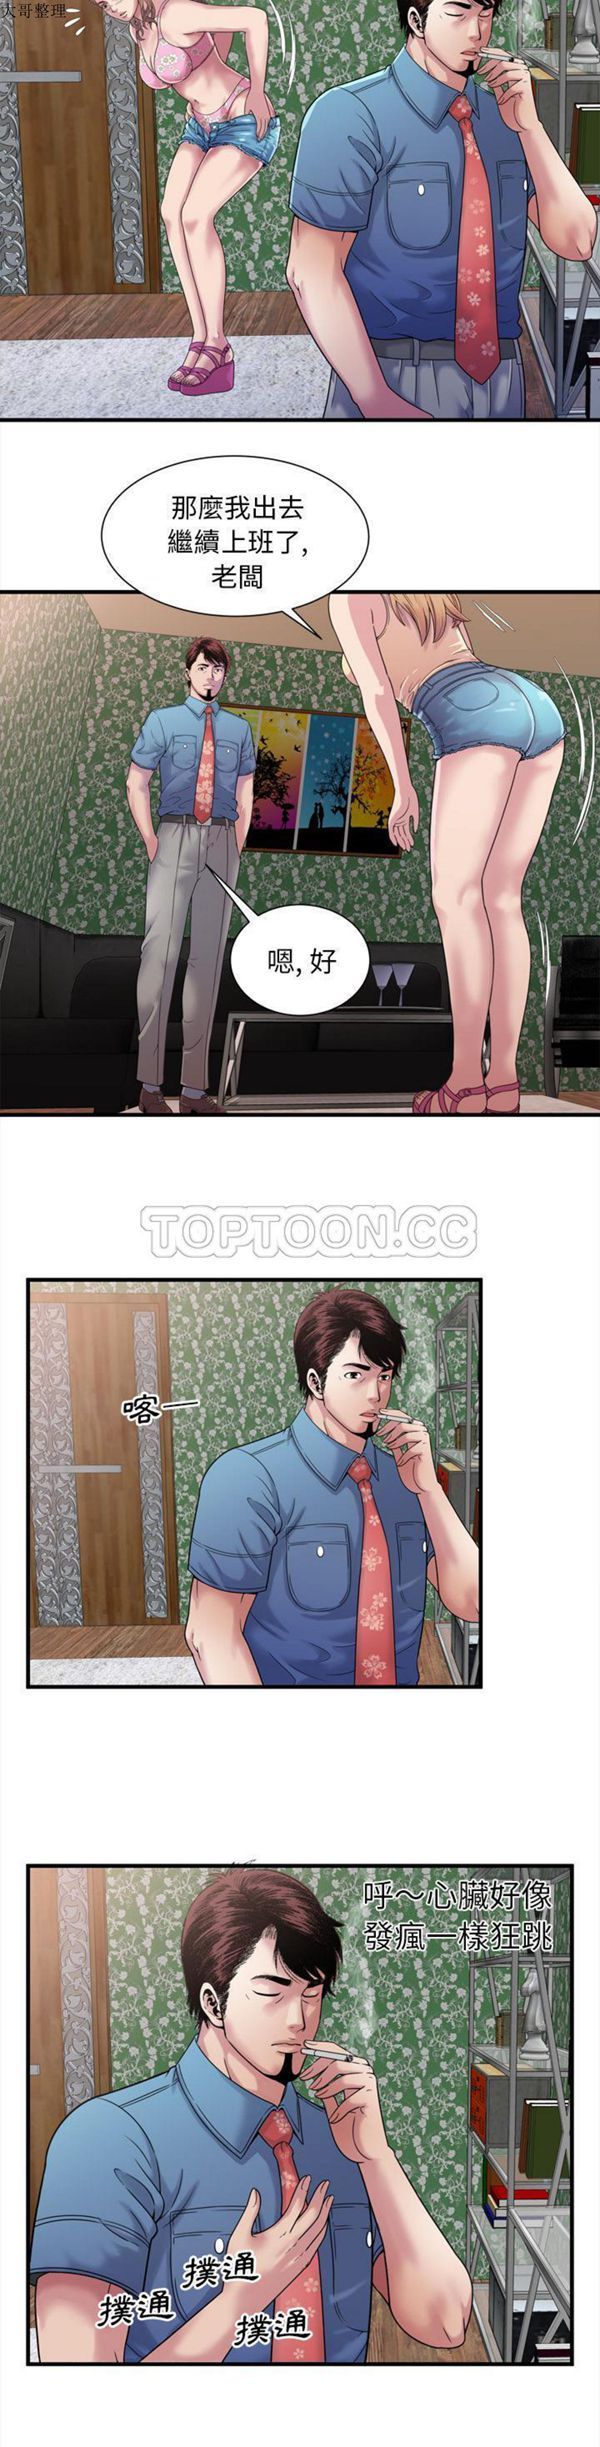 大哥整理
那麼我出去
繼續上班了,
老闆
嗯, 好
TOPTOON.CC
喀一
呼～心臟好像
發瘋一樣狂跳
撲通
撲通
撲通